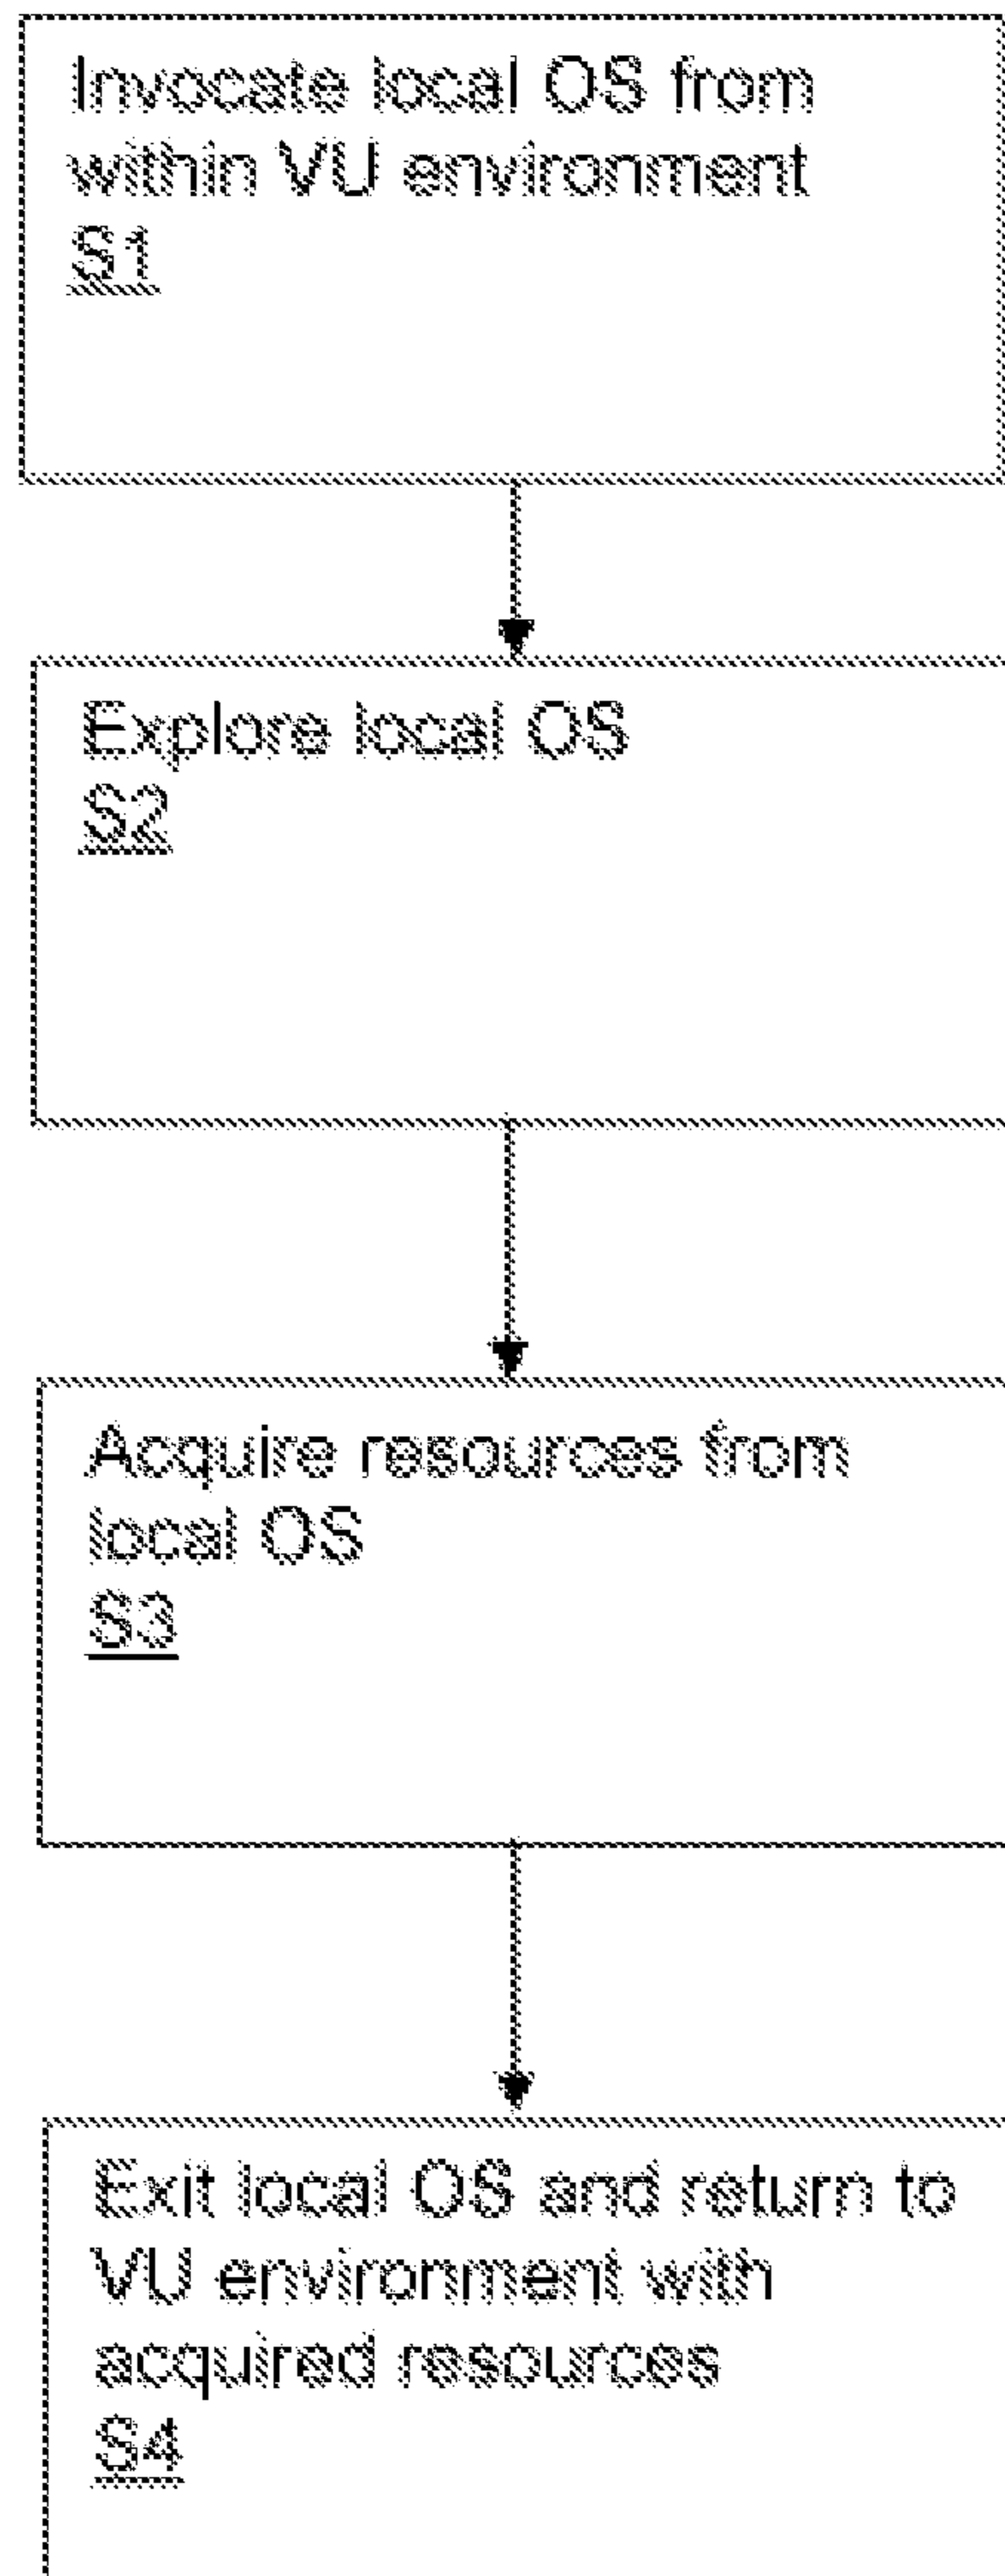 Invocate local OS from
within VU environment
S1
Explore local OS
S2
Acquire resources from
local OS
S3
Exit local OS and return to
VU environment with
acquired resources
S4